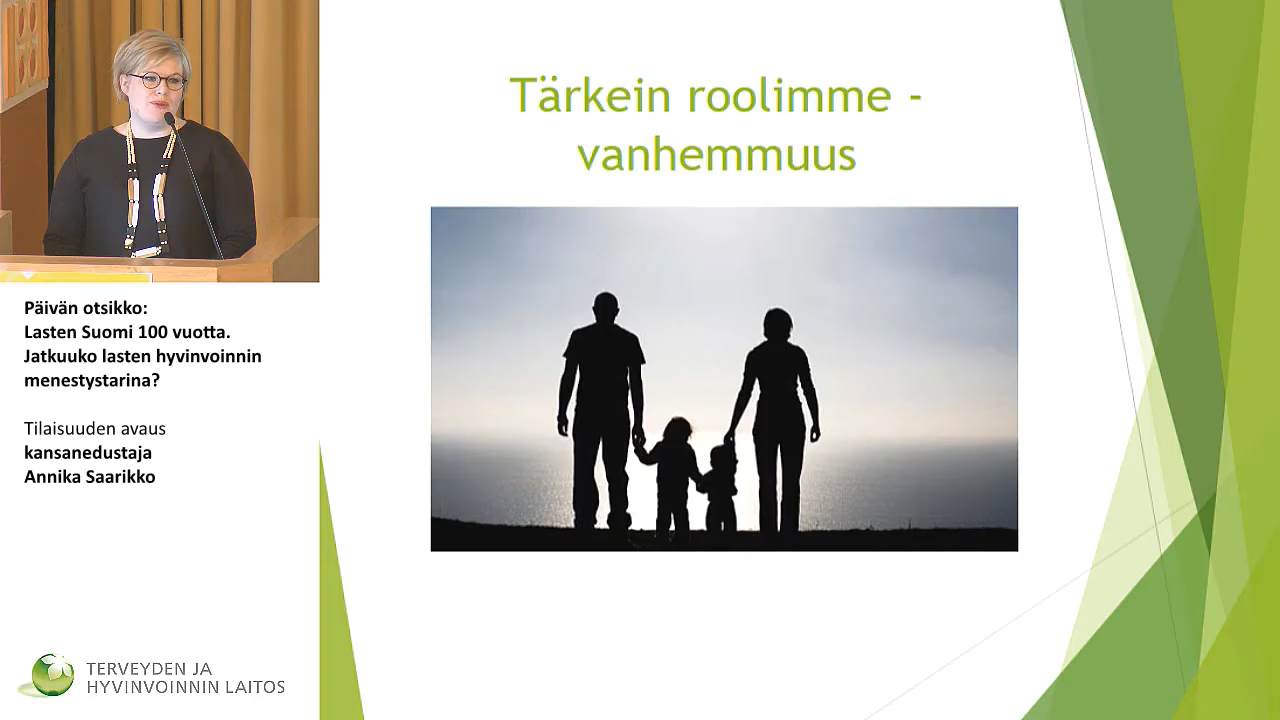 Tärkein roolimme -
vanhemmuus
Päivän otsikko:
Lasten Suomi 100 vuotta.
Jatkuuko lasten hyvinvoinnin
menestystarina?
Tilaisuuden avaus
kansanedustaja
Annika Saarikko
TERVEYDEN JA
HYVINVOINNIN LAITOS